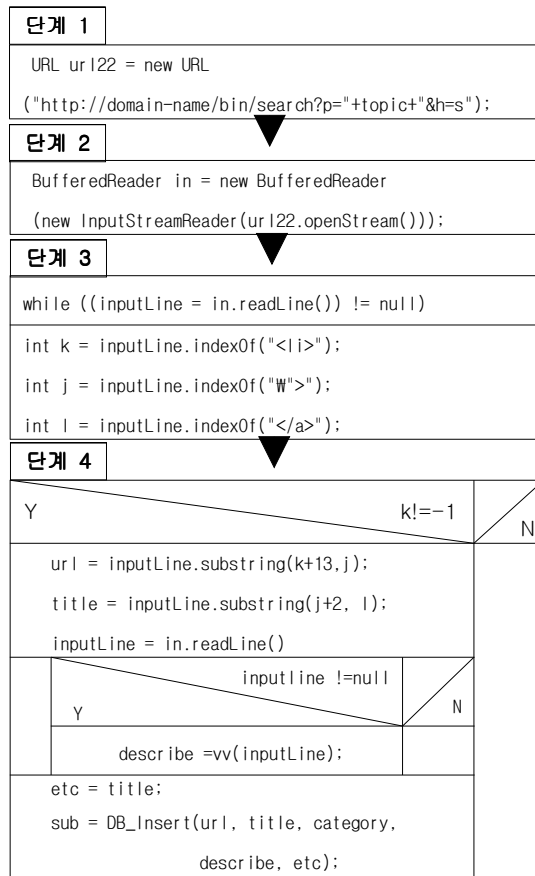 단계 1
URL url22 = new URL
("http://domain-name/bin/search?p="+topic+"&h=s");
단계 2
BufferedReader in = new BufferedReader
(new InputStreamReader(url22.openStream()));
단계 3
while ((inputLine = in.readLine()) != null)
int k = inputLine.indexOf("<li>");
int j = inputLine.indexOf("₩">");
int l = inputLine.indexOf("</a>");
단계 4
Y k!=-1 N
url = inputLine.substring(k+13,j);
title = inputLine.substring(j+2, l);
inputLine = in.readLine()
inputline !=null
Y N
describe =vv(inputLine);
etc = title;
sub = DB_Insert(url, title, category,
describe, etc);